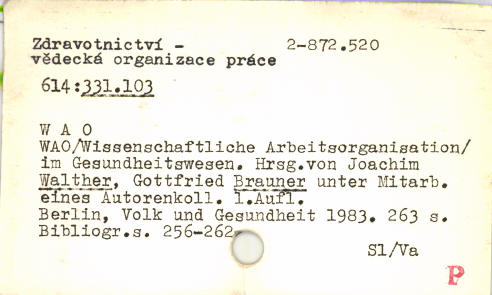 Zdravotnictví - 2-872.520
vědecká organizace práce
614:331.103
W A O
WAO/Wissenschaftliche Arbeitsorganisation/
im Gesundheitswesen. Hrsg.von Joachim
Walther, Gottfried Brauner unter Mitarb.
eines Autorenkoll. 1.Aufl.
Berlin, Volk und Gesundheit 1983. 263 s.
Bibliogr.s. 256-262
Sl/Va
P